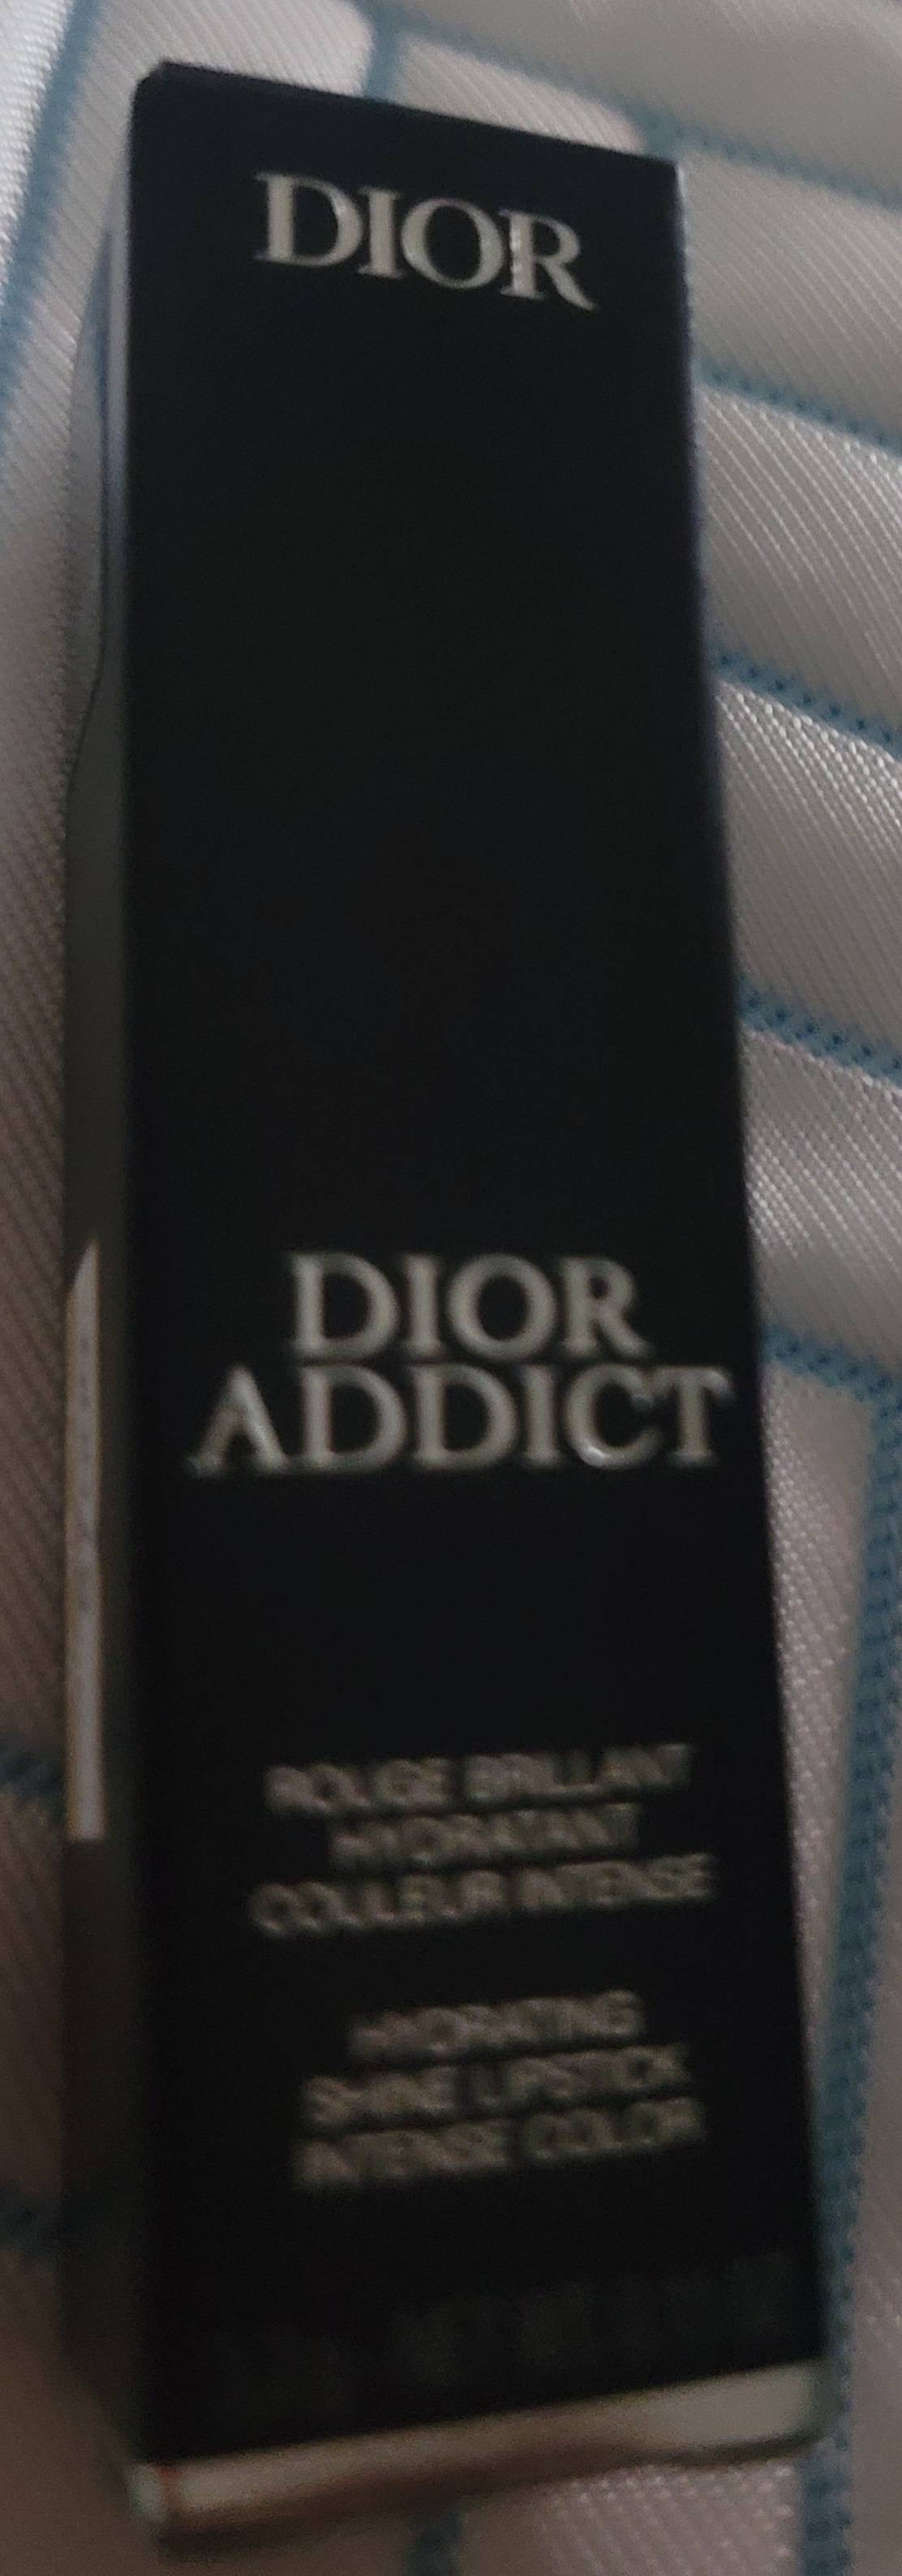 DIOR
DIOR
ADDICT
ROUGE BRILLANT
HYDRATANT
COULEUR INTENSE
HYDRATING
SHINE LIPSTICK
INTENSE COLOR